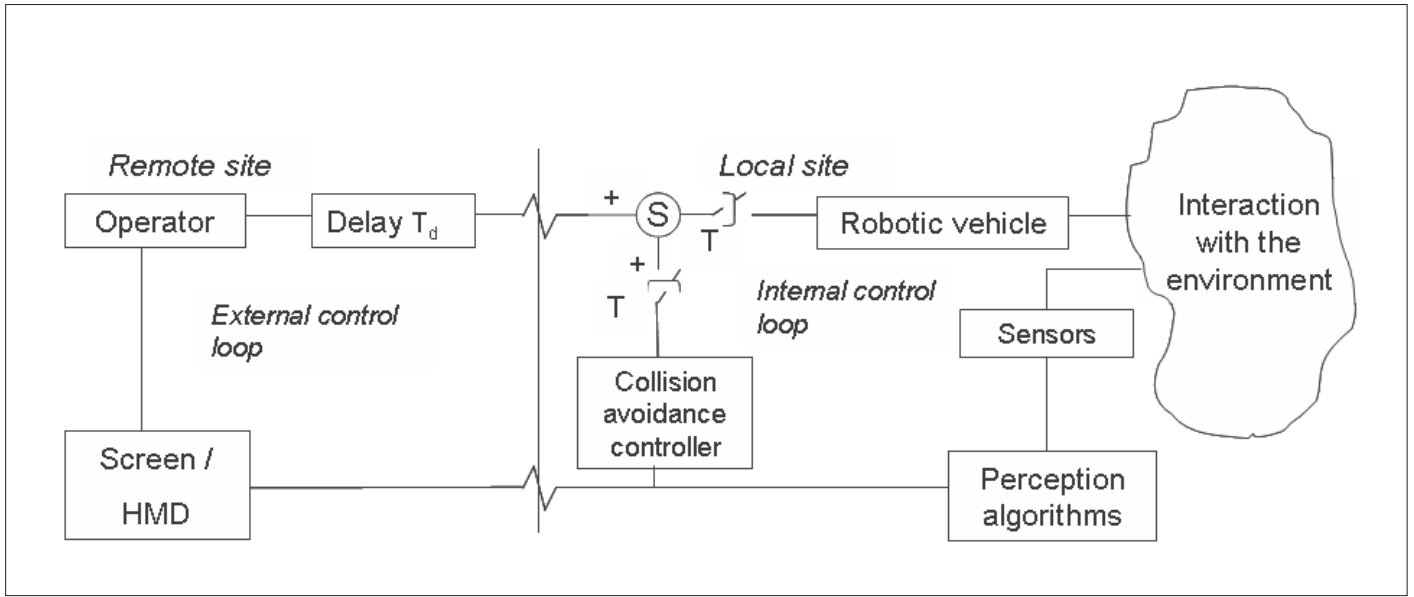 Remote site
Local site
Operator
Delay Td
+
S
T
Robotic vehicle
Interaction
with the
environment
+
T
External control
loop
Internal control
loop
Sensors
Collision
avoidance
controller
Screen /
HMD
Perception
algorithms